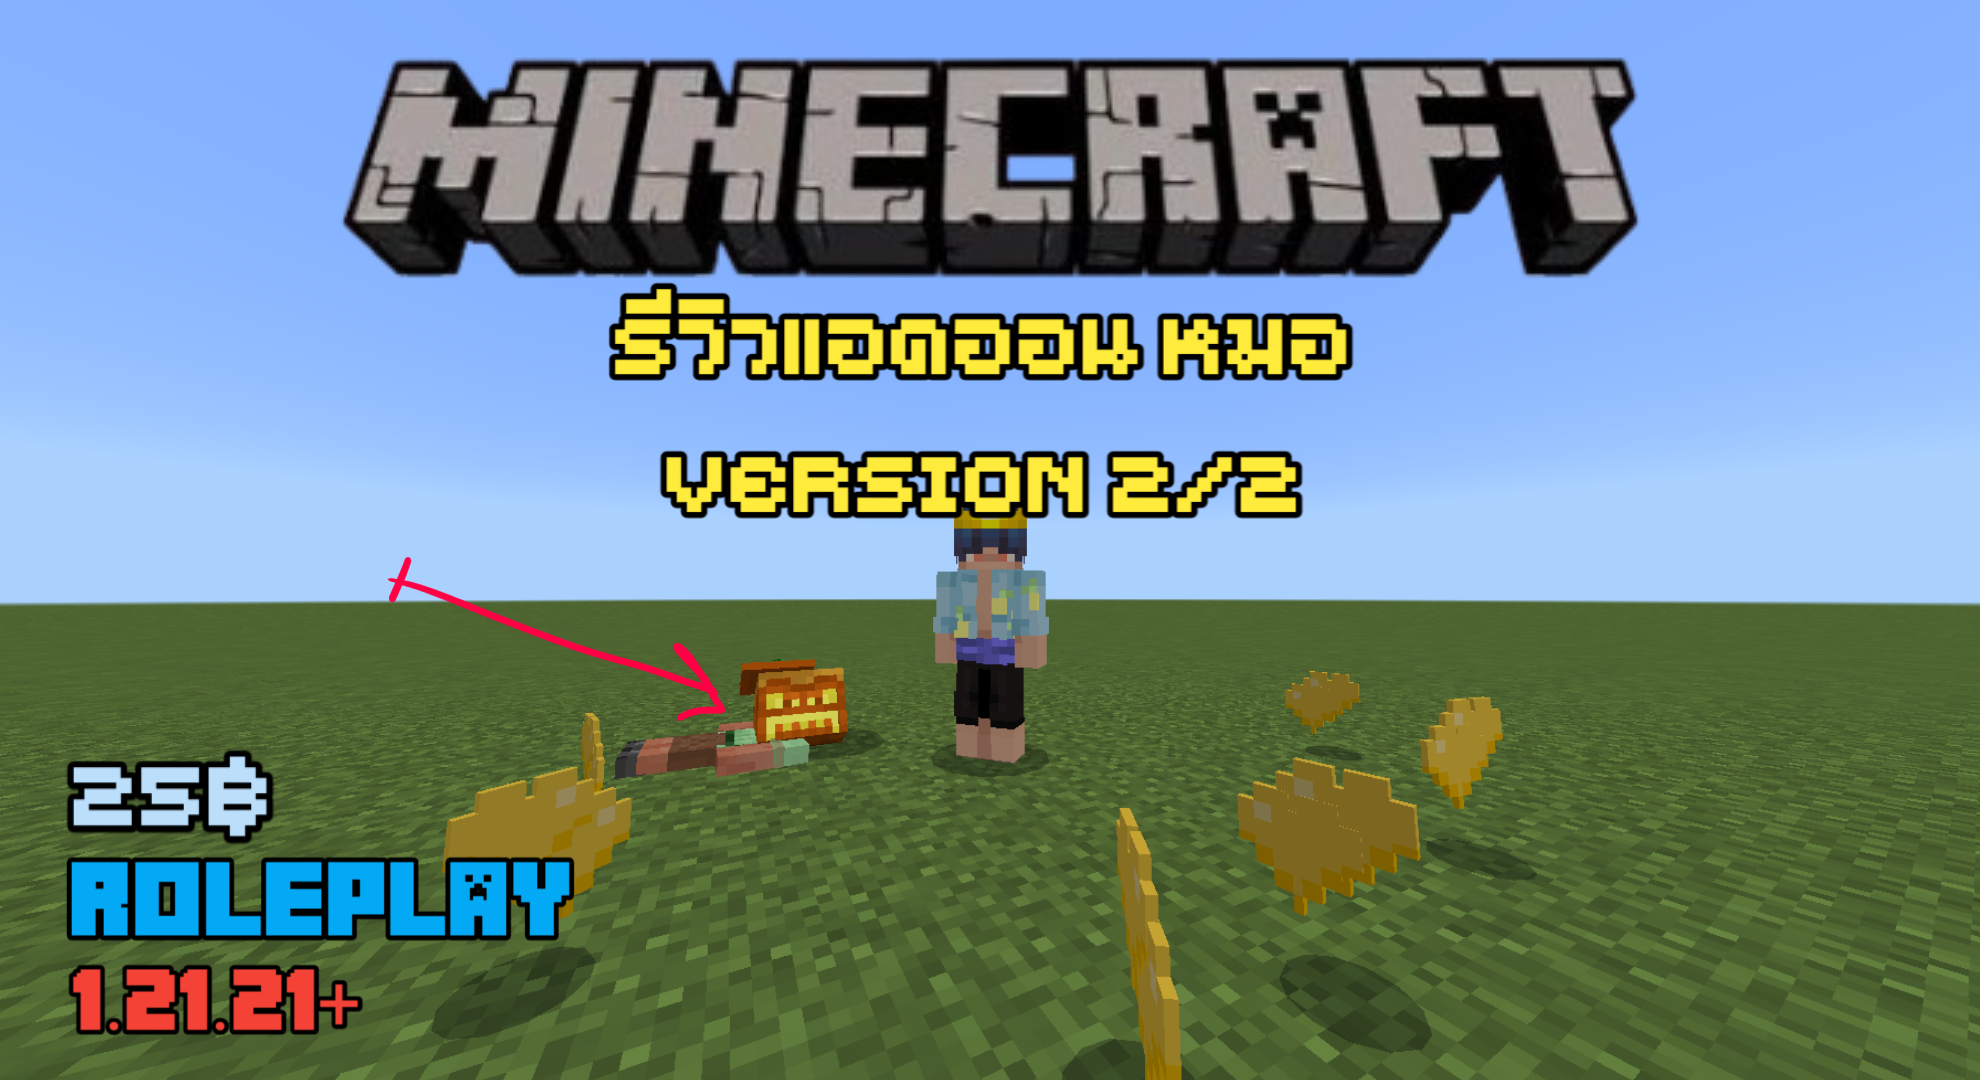 MINECRAFT
รีวิวแอดออน หมอ
VERSION 2/2
25฿
ROLEPLAY
1.21.21+